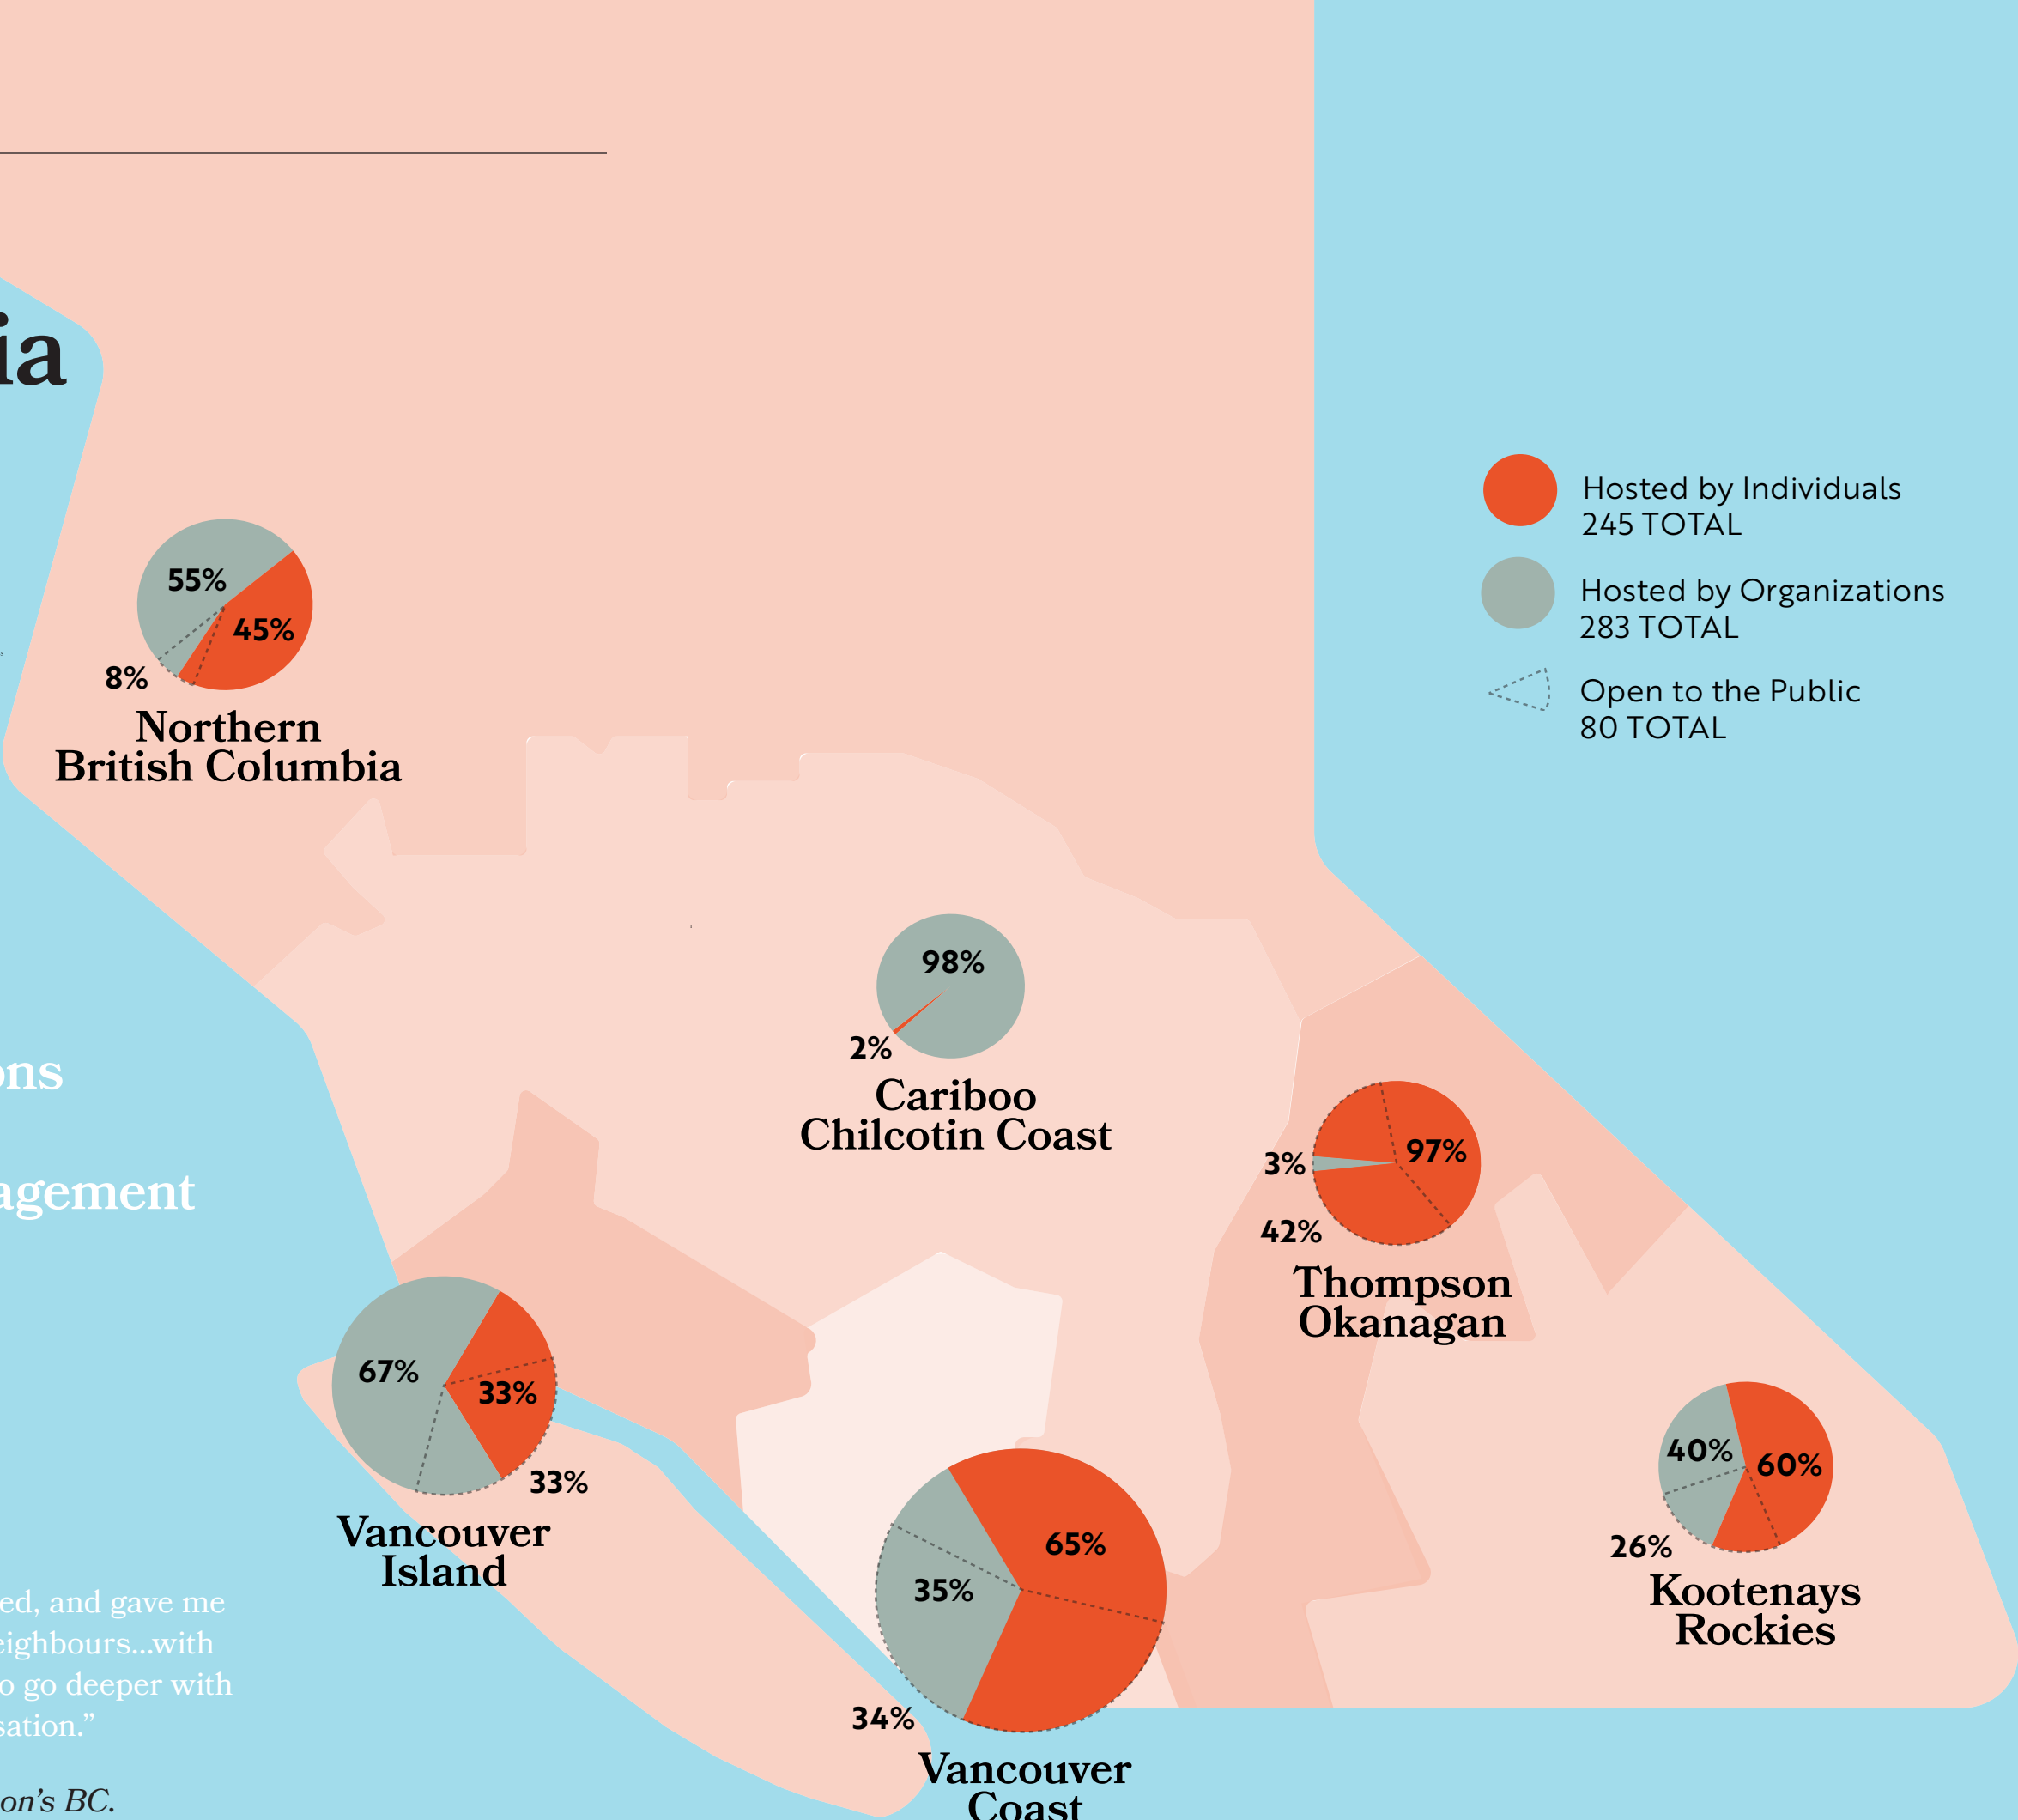 ia
Hosted by Individuals
245 TOTAL
Hosted by Organizations
283 TOTAL
Open to the Public
80 TOTAL
55%
45%
8%
Northern
British Columbia
98%
2%
Cariboo
Chilcotin Coast
ons
agement
97%
3%
42%
Thompson
Okanagan
67%
33%
33%
Vancouver
Island
40%
60%
26%
Kootenays
Rockies
65%
35%
34%
Vancouver
Coast
ed, and gave me
eighbours...with
o go deeper with
sation.”
on’s BC.